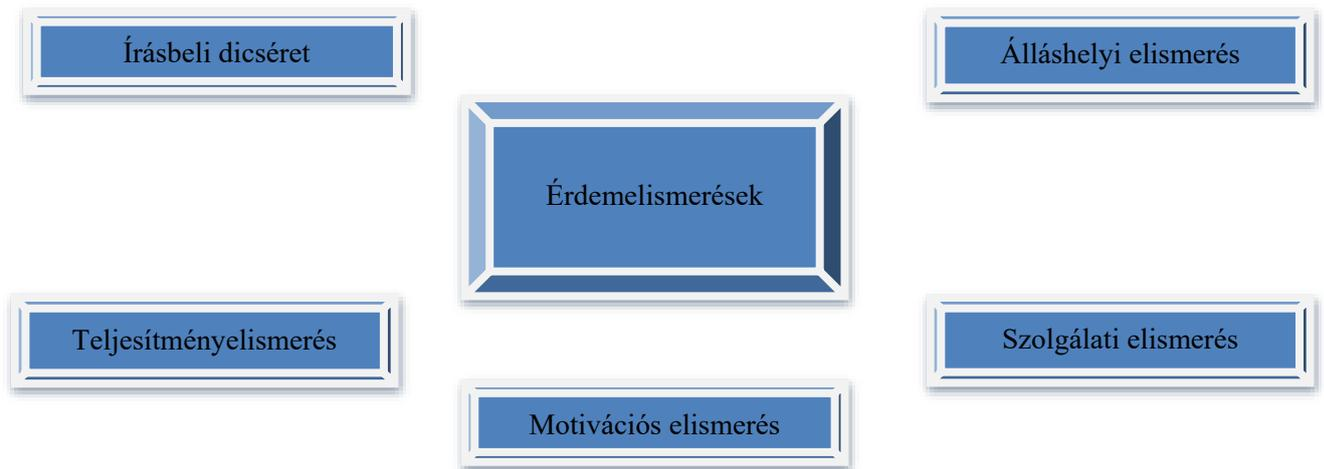 Írásbeli dicséret
Álláshelyi elismerés
Érdemelismerések
Teljesítményelismerés
Szolgálati elismerés
Motivációs elismerés